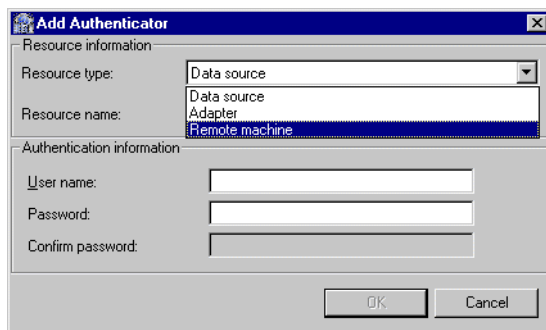 Add Authenticator
Resource information
Resource type:
Data source
Data source
Adapter
Resource name:
Remote machine
Authentication information
User name:
Password:
Confirm password:
OK
Cancel